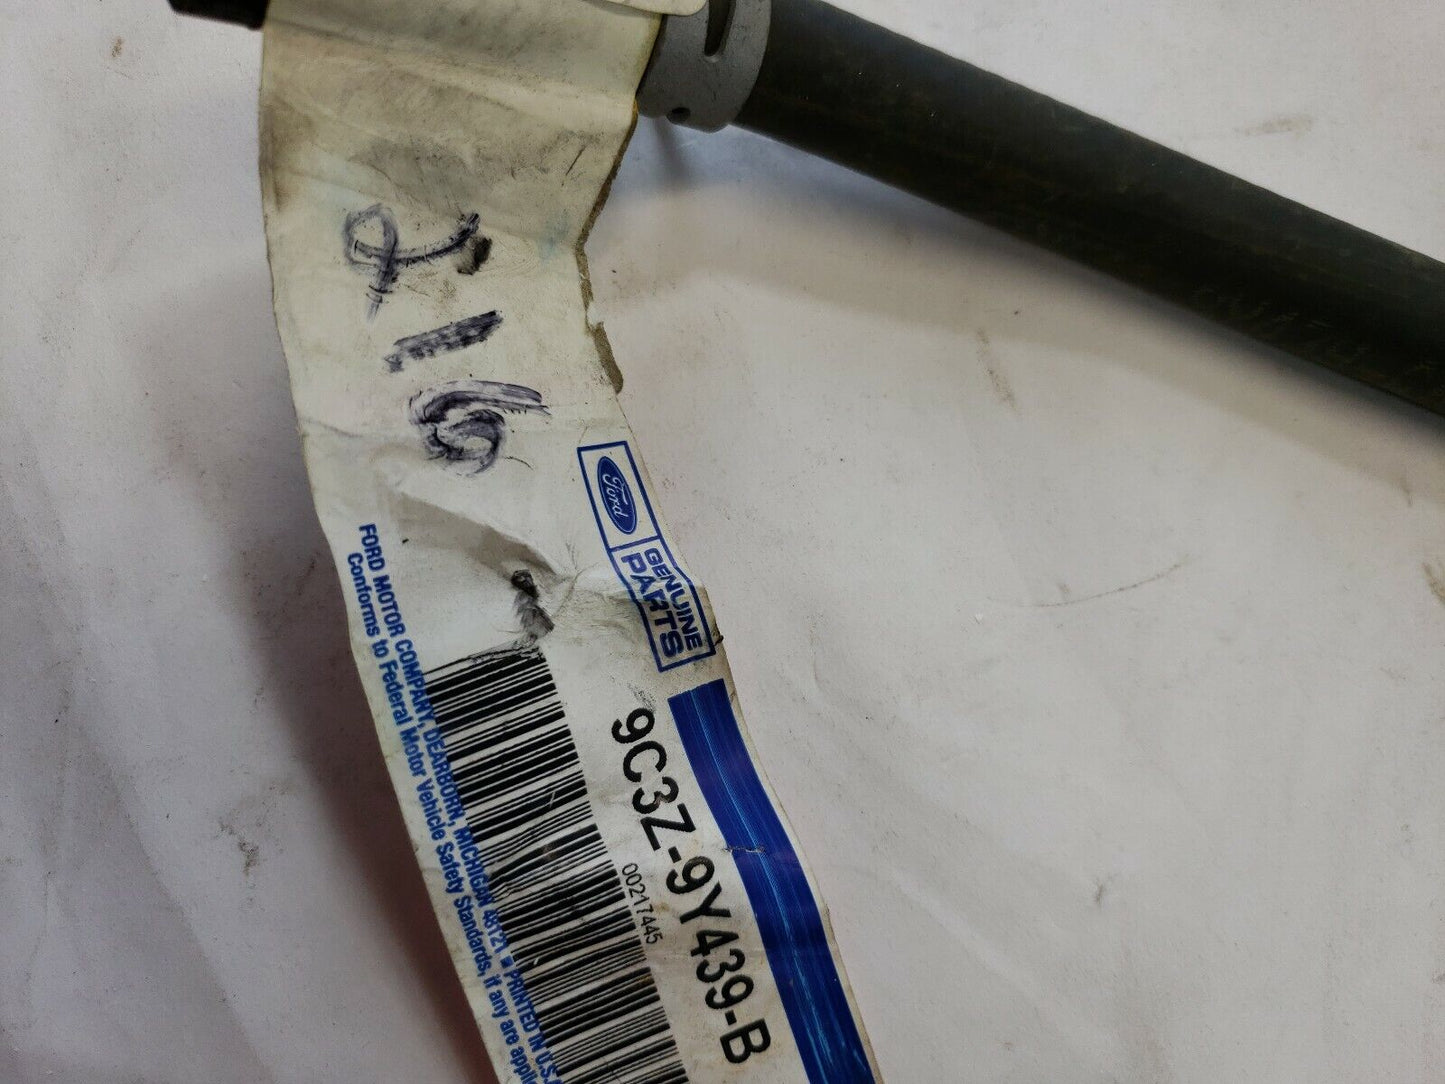 216
Ford
GENUINE
PARTS
9C3Z-9Y439-B
00217445
FORD MOTOR COMPANY, DEARBORN, MICHIGAN 48121 ■ PRINTED IN U.S.A
Conforms to Federal Motor Vehicle Safety Standards, if any are